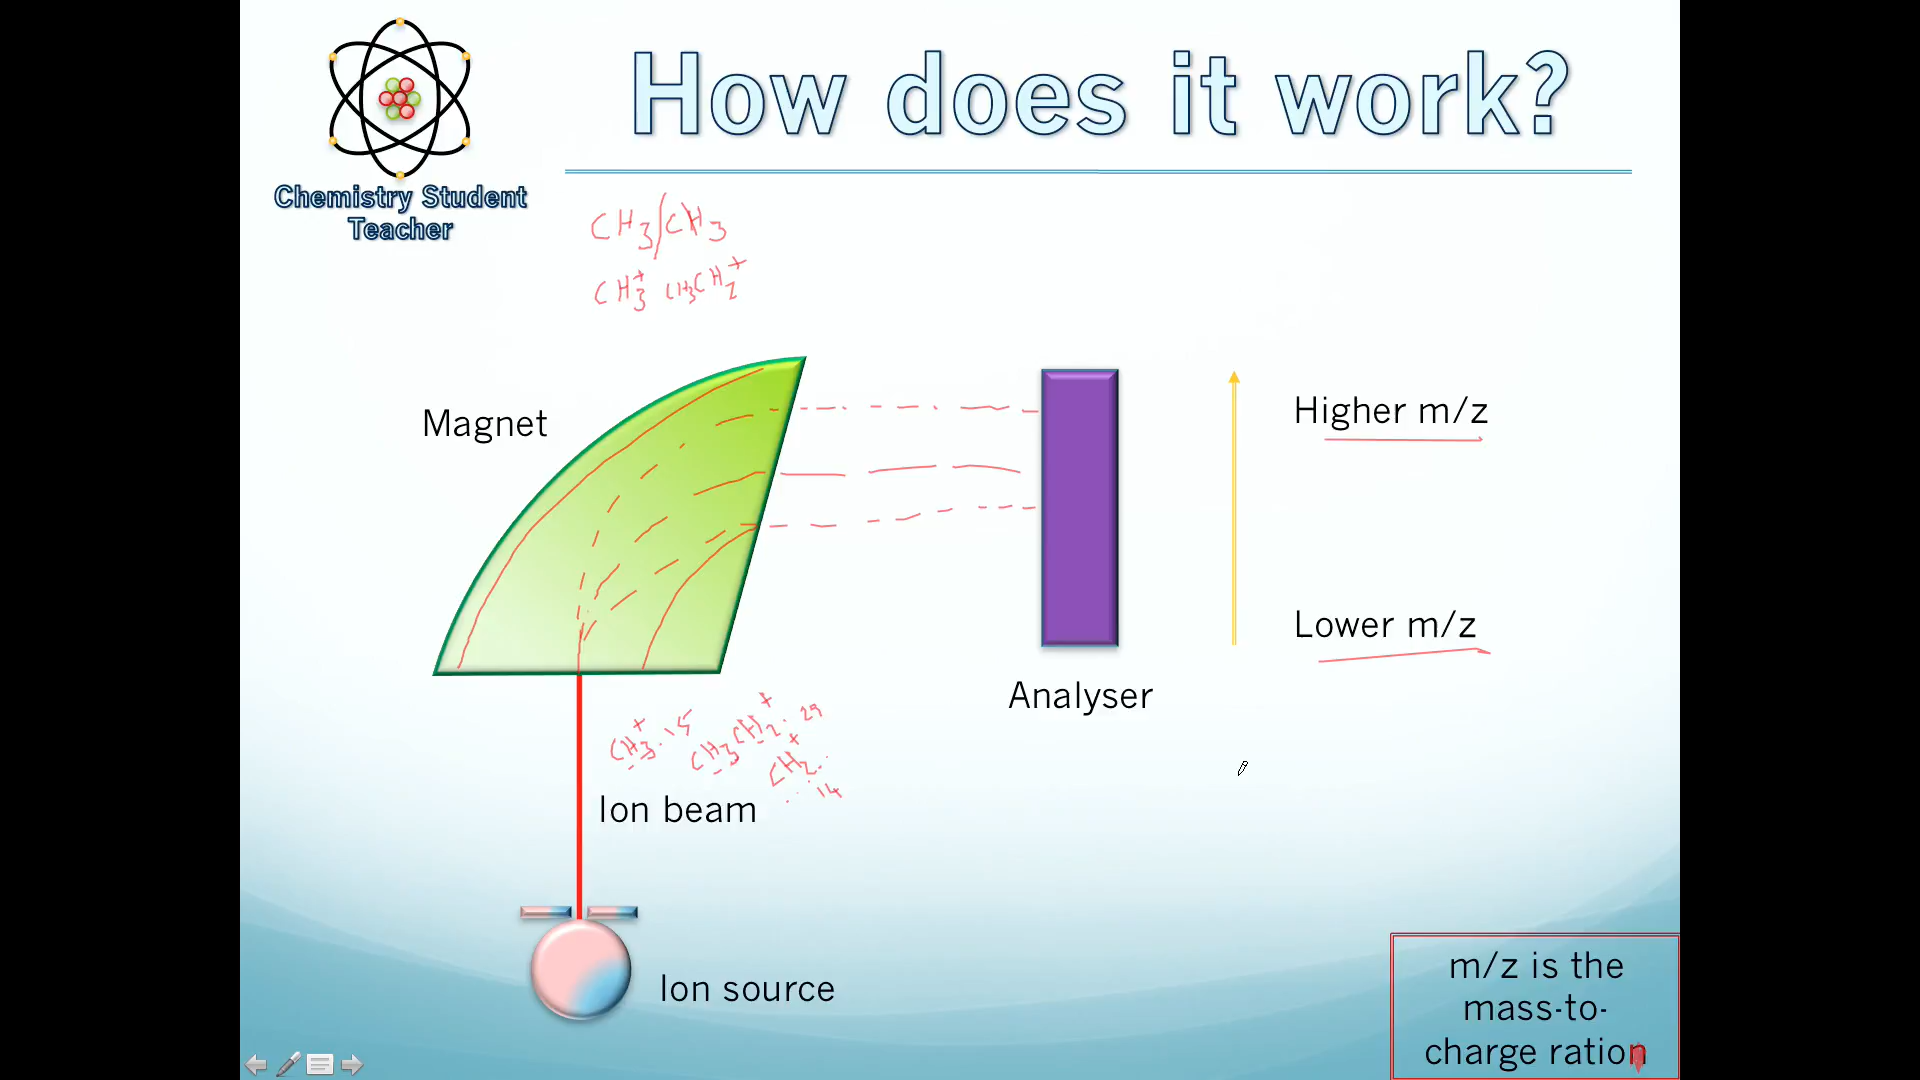 How does it work?
Chemistry Student
Teacher
CH3/CH3
CH3+ CH3CH2+
Magnet
Higher m/z
Lower m/z
Analyser
CH3+ . 15
CH3CH2+ . 29
CH2+ . . 14
Ion beam
Ion source
m/z is the
mass-to-
charge ration